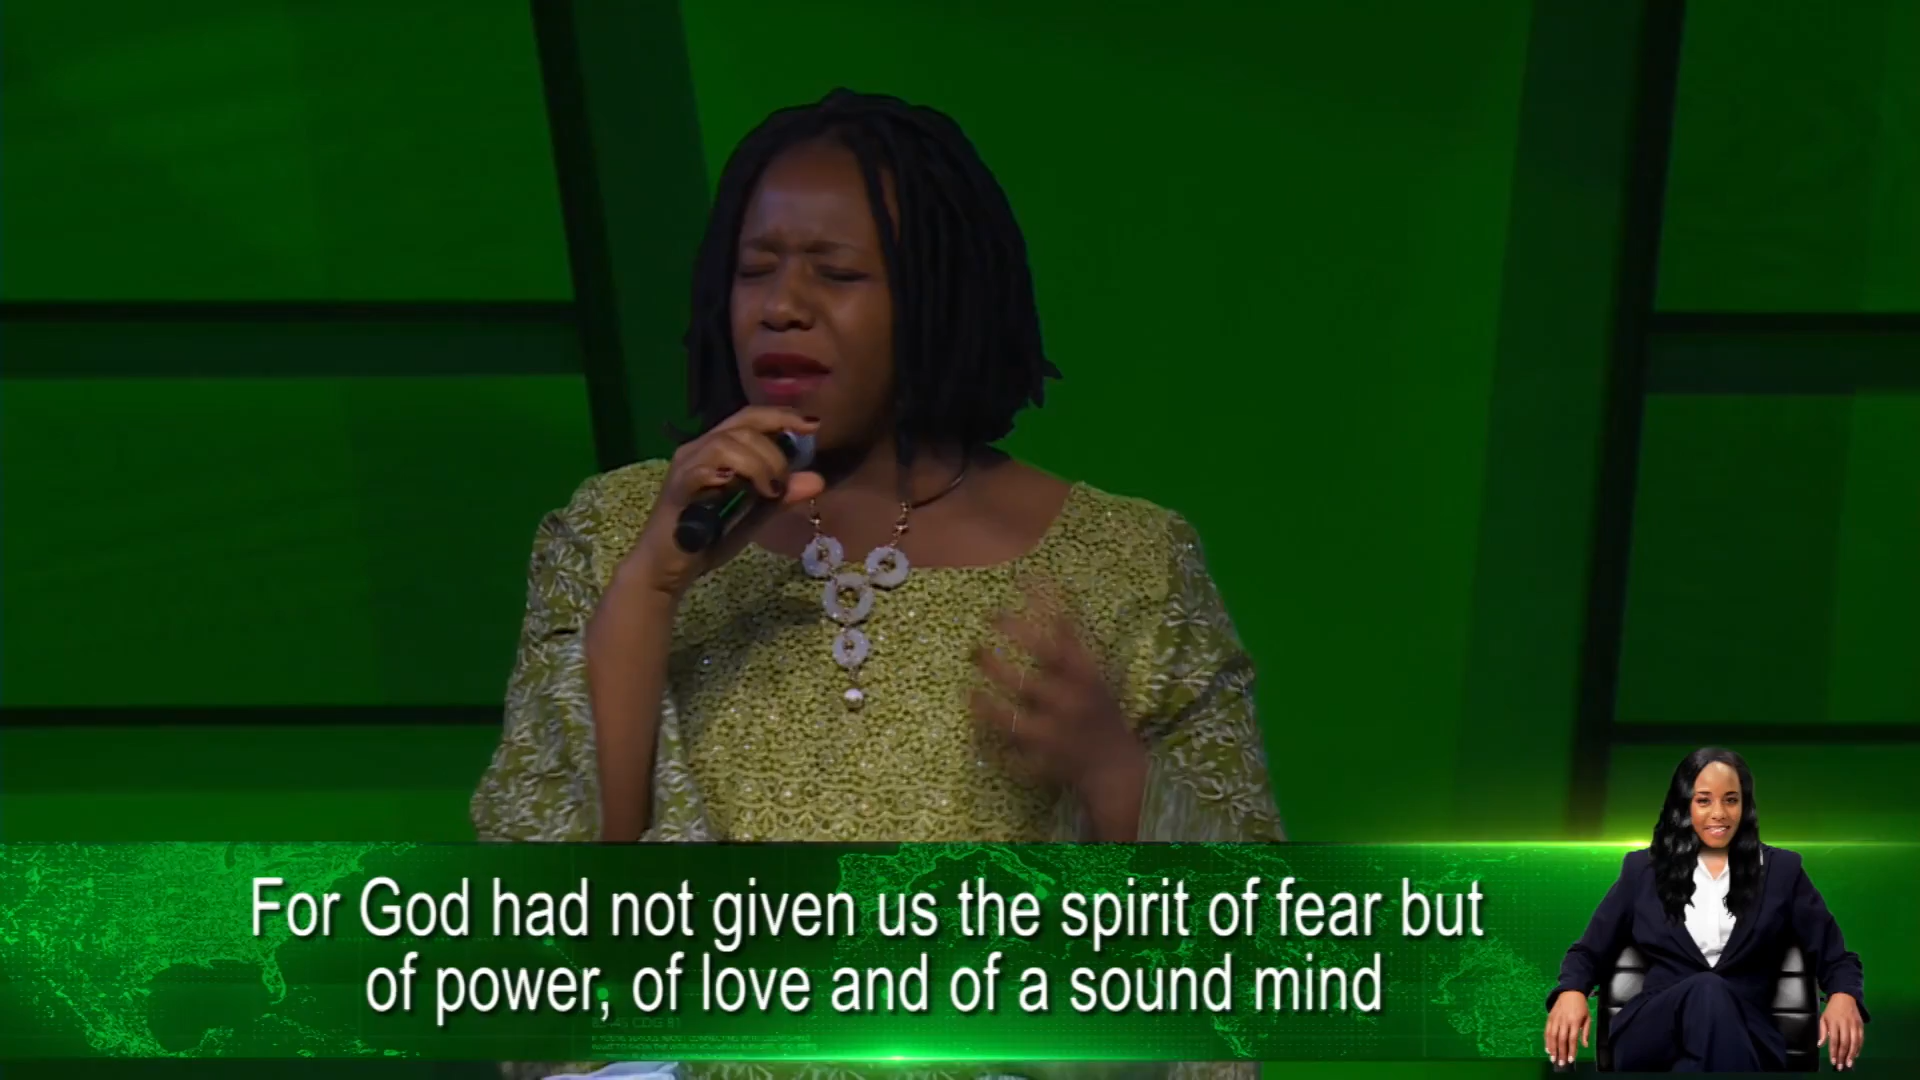 For God had not given us the spirit of fear but
of power, of love and of a sound mind